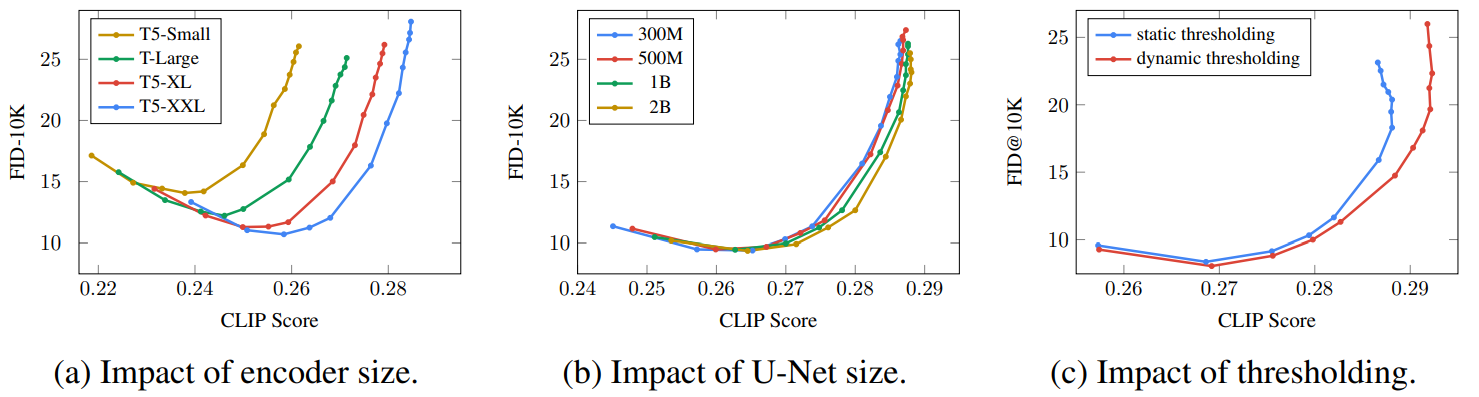 T5-Small
T-Large
T5-XL
T5-XXL
25
20
15
10
FID-10K
0.22 0.24 0.26 0.28
CLIP Score
(a) Impact of encoder size.
300M
500M
1B
2B
25
20
15
10
FID-10K
0.24 0.25 0.26 0.27 0.28 0.29
CLIP Score
(b) Impact of U-Net size.
static thresholding
dynamic thresholding
25
20
15
10
FID@10K
0.26 0.27 0.28 0.29
CLIP Score
(c) Impact of thresholding.